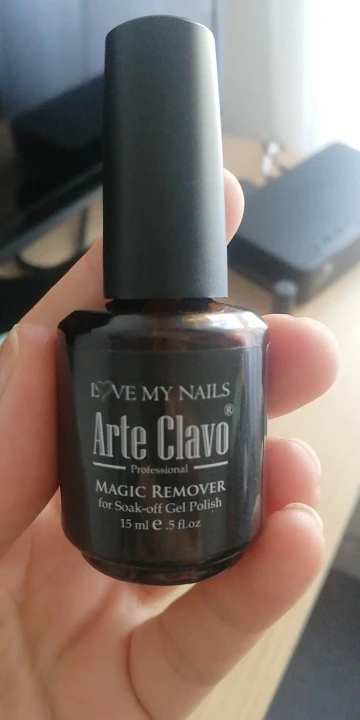 LOVE MY NAILS
Arte Clavo®
Professional
MAGIC REMOVER
for Soak-off Gel Polish
15 ml e .5 fl.oz